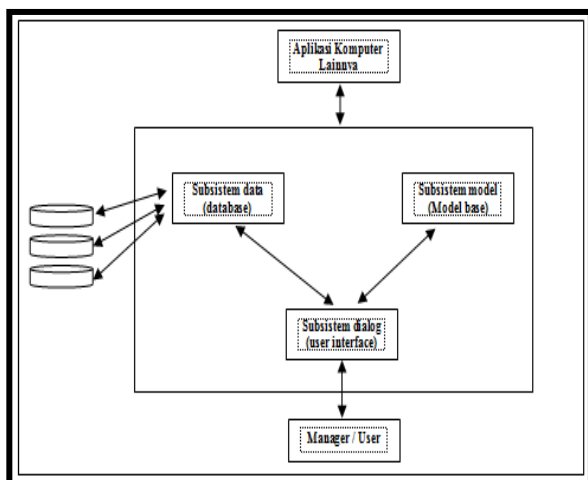 Aplikasi Komputer
Lainnya
Subsistem data
(database)
Subsistem model
(Model base)
Subsistem dialog
(user interface)
Manager / User